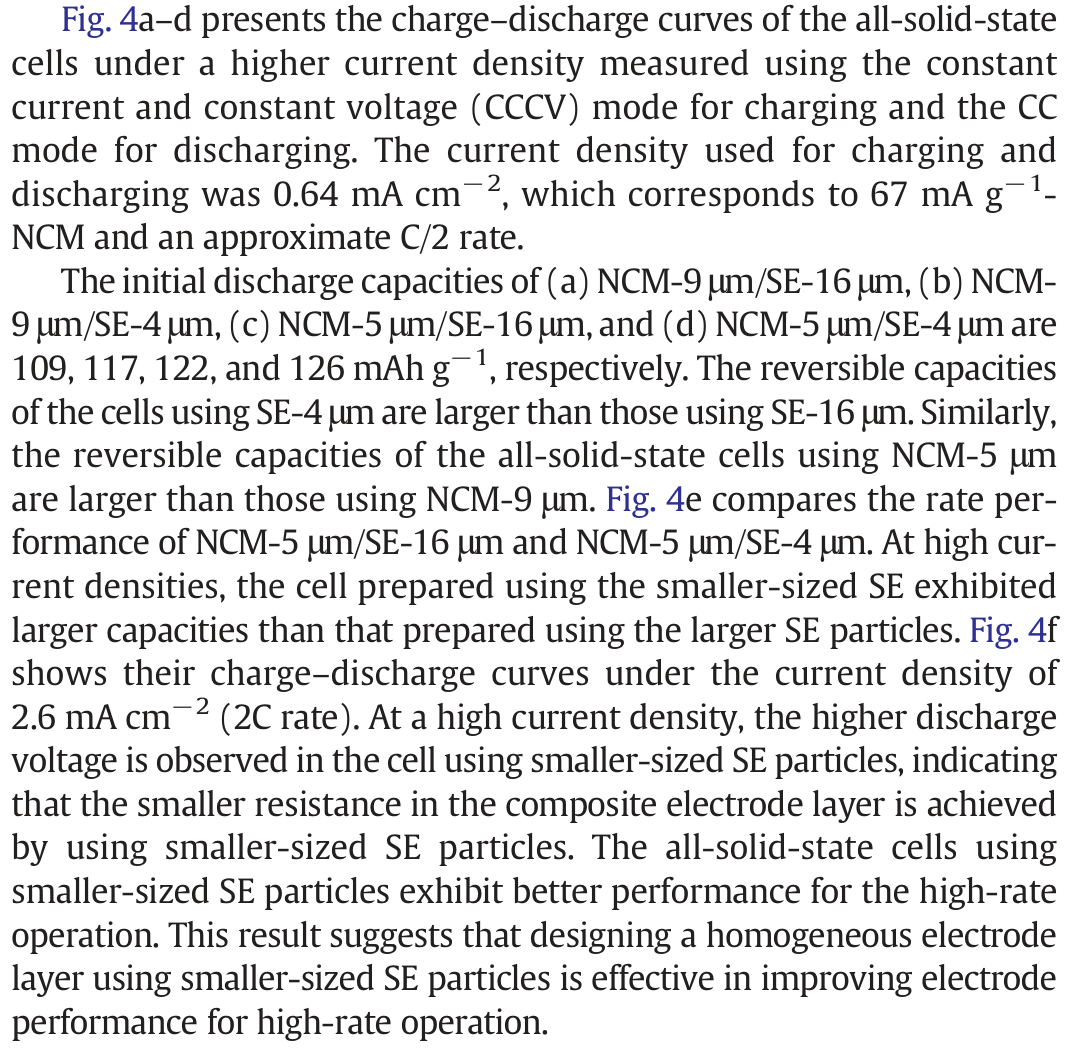 Fig. 4a–d presents the charge–discharge curves of the all-solid-state
cells under a higher current density measured using the constant
current and constant voltage (CCCV) mode for charging and the CC
mode for discharging. The current density used for charging and
discharging was 0.64 mA cm⁻², which corresponds to 67 mA g⁻¹-
NCM and an approximate C/2 rate.
The initial discharge capacities of (a) NCM-9 μm/SE-16 μm, (b) NCM-
9 μm/SE-4 μm, (c) NCM-5 μm/SE-16 μm, and (d) NCM-5 μm/SE-4 μm are
109, 117, 122, and 126 mAh g⁻¹, respectively. The reversible capacities
of the cells using SE-4 μm are larger than those using SE-16 μm. Similarly,
the reversible capacities of the all-solid-state cells using NCM-5 μm
are larger than those using NCM-9 μm. Fig. 4e compares the rate per-
formance of NCM-5 μm/SE-16 μm and NCM-5 μm/SE-4 μm. At high cur-
rent densities, the cell prepared using the smaller-sized SE exhibited
larger capacities than that prepared using the larger SE particles. Fig. 4f
shows their charge–discharge curves under the current density of
2.6 mA cm⁻² (2C rate). At a high current density, the higher discharge
voltage is observed in the cell using smaller-sized SE particles, indicating
that the smaller resistance in the composite electrode layer is achieved
by using smaller-sized SE particles. The all-solid-state cells using
smaller-sized SE particles exhibit better performance for the high-rate
operation. This result suggests that designing a homogeneous electrode
layer using smaller-sized SE particles is effective in improving electrode
performance for high-rate operation.